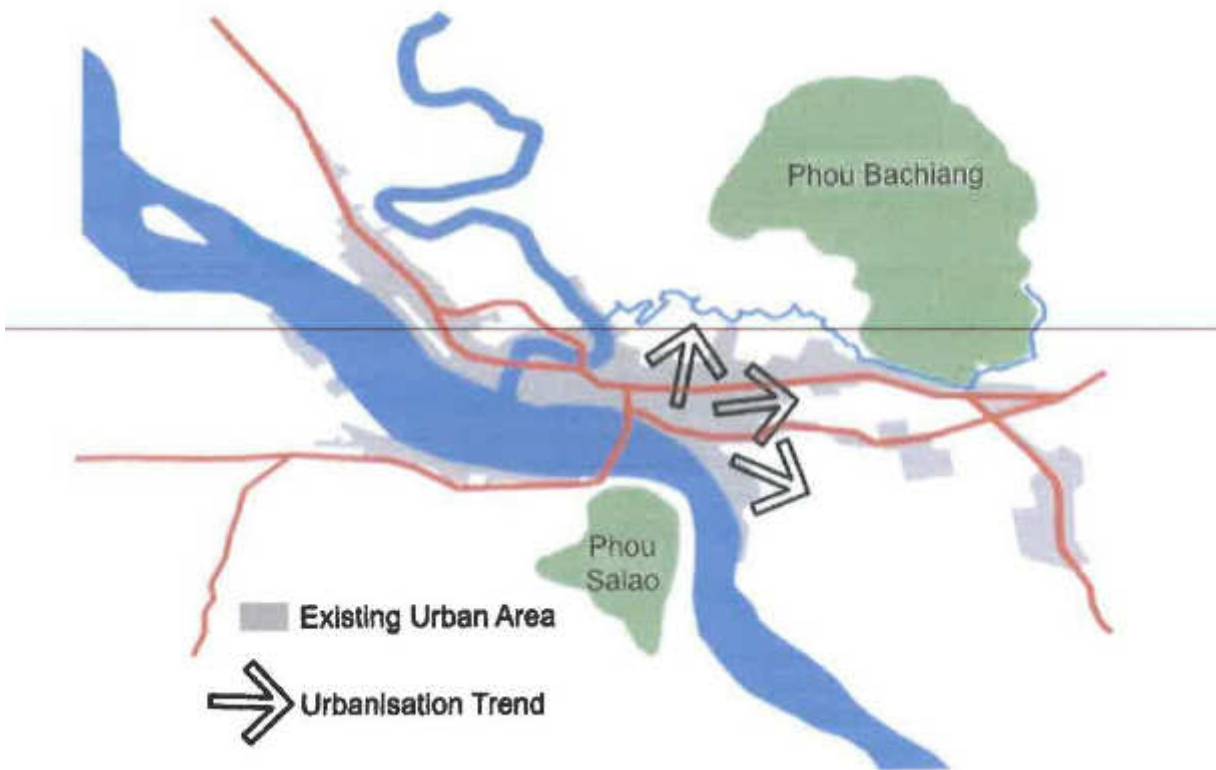 Phou Bachiang
Phou
Salao
Existing Urban Area
Urbanisation Trend